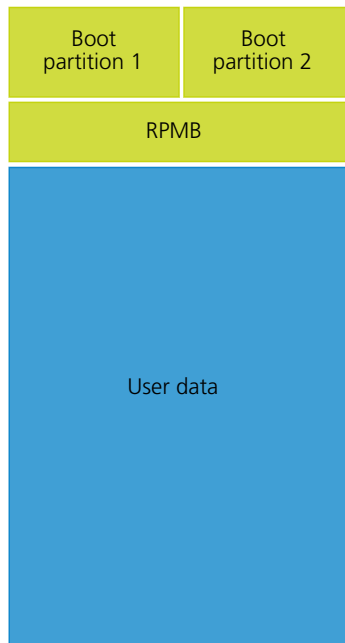 Boot
partition 1
Boot
partition 2
RPMB
User data